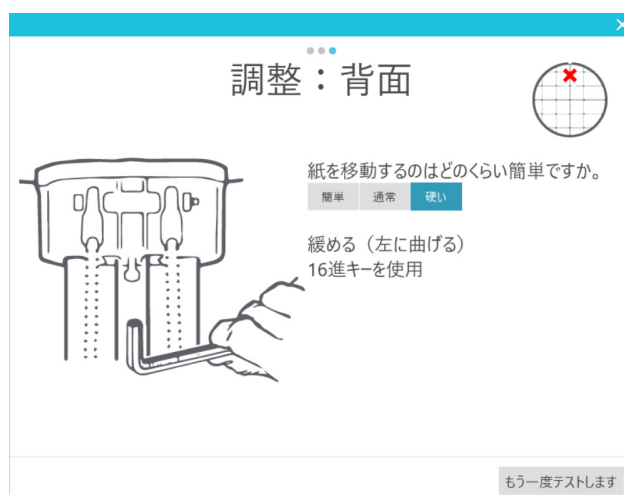 調整：背面
紙を移動するのはどのくらい簡単ですか。
簡単 通常 硬い
緩める（左に曲げる）
16進キーを使用
もう一度テストします